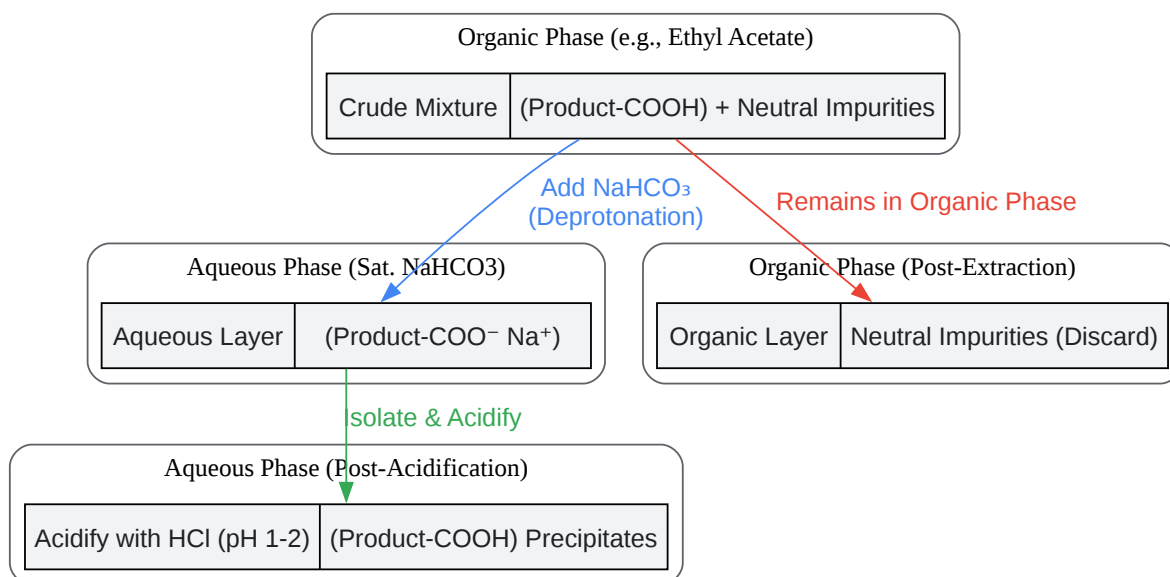 Organic Phase (e.g., Ethyl Acetate)
Crude Mixture
(Product-COOH) + Neutral Impurities
Add NaHCO₃
(Deprotonation)
Remains in Organic Phase
Aqueous Phase (Sat. NaHCO3)
Aqueous Layer
(Product-COO⁻ Na⁺)
Organic Phase (Post-Extraction)
Organic Layer
Neutral Impurities (Discard)
Isolate & Acidify
Aqueous Phase (Post-Acidification)
Acidify with HCl (pH 1-2)
(Product-COOH) Precipitates